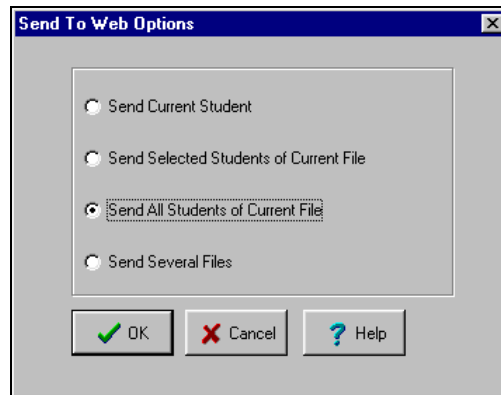 Send To Web Options
Send Current Student
Send Selected Students of Current File
Send All Students of Current File
Send Several Files
OK Cancel ? Help